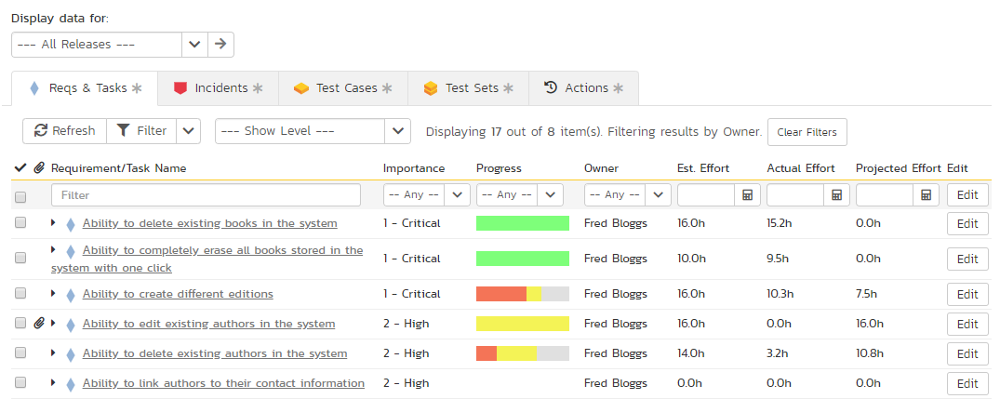 Display data for:
--- All Releases ---
Reqs & Tasks Incidents Test Cases Test Sets Actions
Refresh Filter --- Show Level --- Displaying 17 out of 8 item(s). Filtering results by Owner. Clear Filters
Requirement/Task Name Importance Progress Owner Est. Effort Actual Effort Projected Effort Edit
Filter -- Any -- -- Any -- -- Any -- Edit
Ability to delete existing books in the system 1 - Critical Fred Bloggs 16.0h 15.2h 0.0h Edit
Ability to completely erase all books stored in the
system with one click 1 - Critical Fred Bloggs 10.0h 9.5h 0.0h Edit
Ability to create different editions 1 - Critical Fred Bloggs 16.0h 10.3h 7.5h Edit
Ability to edit existing authors in the system 2 - High Fred Bloggs 16.0h 0.0h 16.0h Edit
Ability to delete existing authors in the system 2 - High Fred Bloggs 14.0h 3.2h 10.8h Edit
Ability to link authors to their contact information 2 - High Fred Bloggs 0.0h 0.0h 0.0h Edit